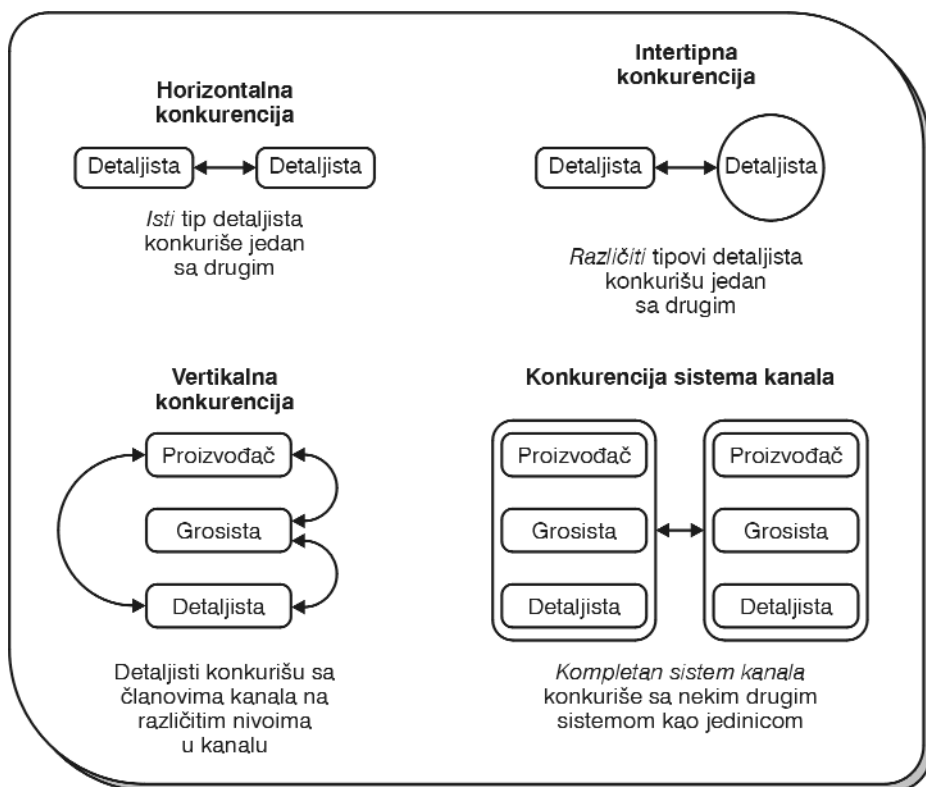 Horizontalna
konkurencija
Detaljista
Detaljista
Isti tip detaljista
konkuriše jedan
sa drugim
Intertipna
konkurencija
Detaljista
Detaljista
Različiti tipovi detaljista
konkurišu jedan
sa drugim
Vertikalna
konkurencija
Proizvođač
Grosista
Detaljista
Detaljisti konkurišu sa
članovima kanala na
različitim nivoima
u kanalu
Konkurencija sistema kanala
Proizvođač
Grosista
Detaljista
Proizvođač
Grosista
Detaljista
Kompletan sistem kanala
konkuriše sa nekim drugim
sistemom kao jedinicom